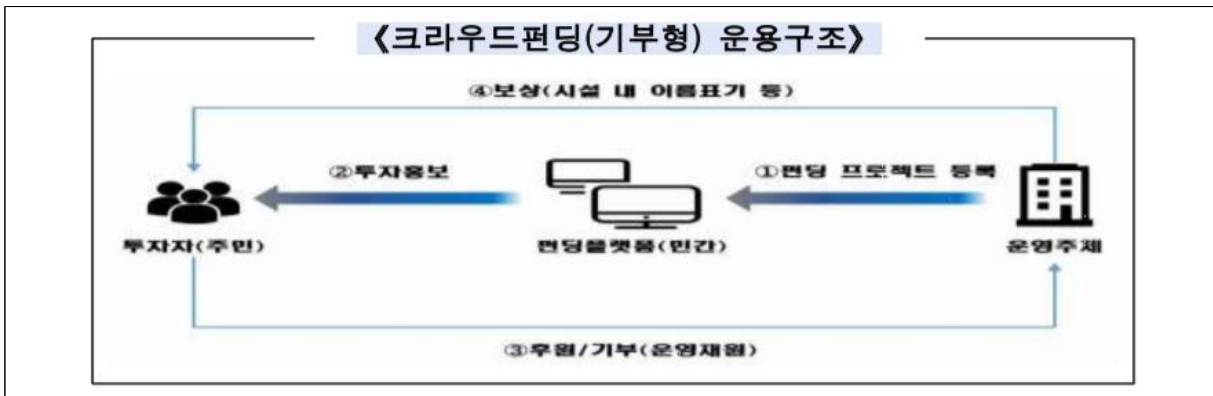 《크라우드펀딩(기부형) 운용구조》
④보상(시설 내 이름표기 등)
②투자홍보
①펀딩 프로젝트 등록
투자자(주민)
펀딩플랫폼(민간)
운영주체
③후원/기부(운영재원)